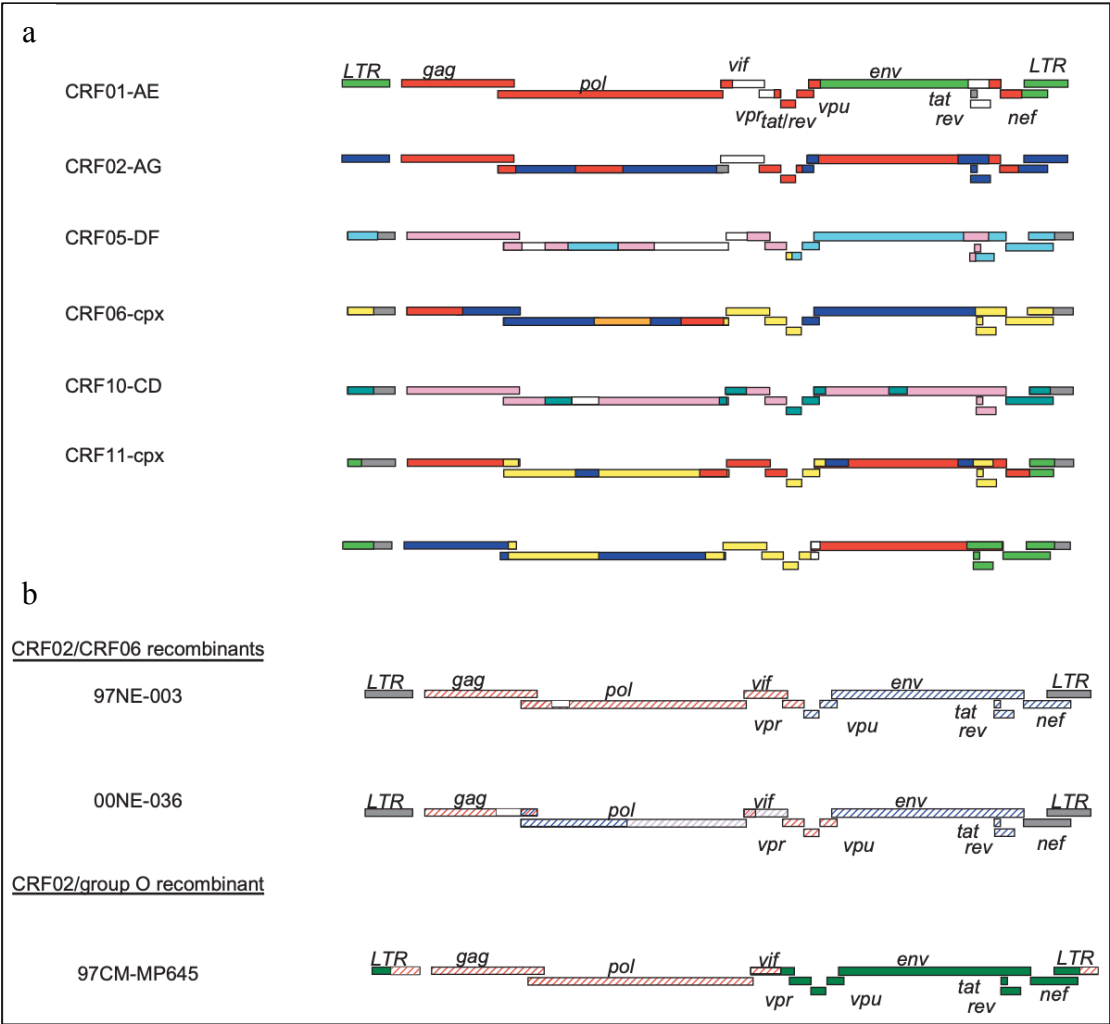 a
CRF01-AE
LTR gag pol vif vpr tat/rev vpu env tat rev nef LTR
CRF02-AG
CRF05-DF
CRF06-cpx
CRF10-CD
CRF11-cpx
b
CRF02/CRF06 recombinants
97NE-003
LTR gag pol vif vpr vpu env tat rev nef LTR
00NE-036
LTR gag pol vif vpr vpu env tat rev nef LTR
CRF02/group O recombinant
97CM-MP645
LTR gag pol vif vpr vpu env tat rev nef LTR